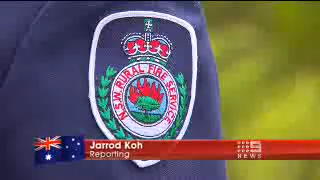 N.S.W. RURAL FIRE SERVICE
Jarrod Koh
Reporting
9
NEWS